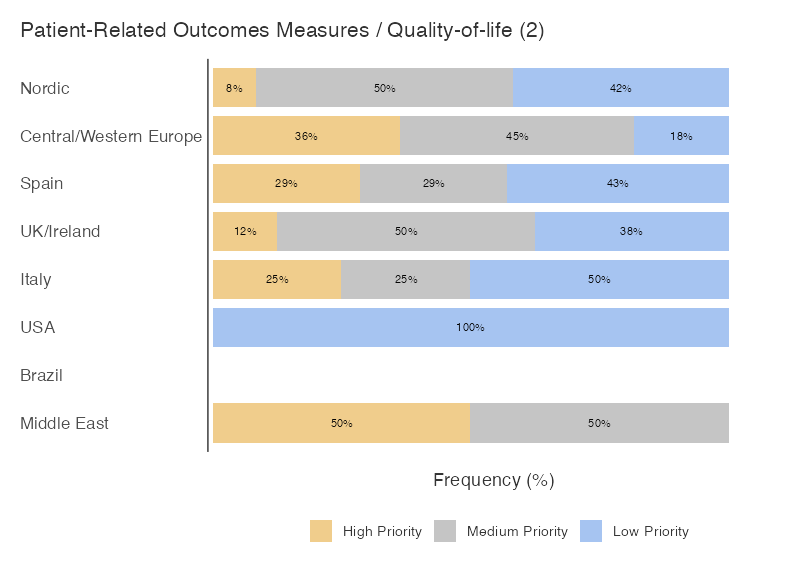 Patient-Related Outcomes Measures / Quality-of-life (2)
Nordic 8% 50% 42%
Central/Western Europe 36% 45% 18%
Spain 29% 29% 43%
UK/Ireland 12% 50% 38%
Italy 25% 25% 50%
USA 100%
Brazil
Middle East 50% 50%
Frequency (%)
High Priority Medium Priority Low Priority